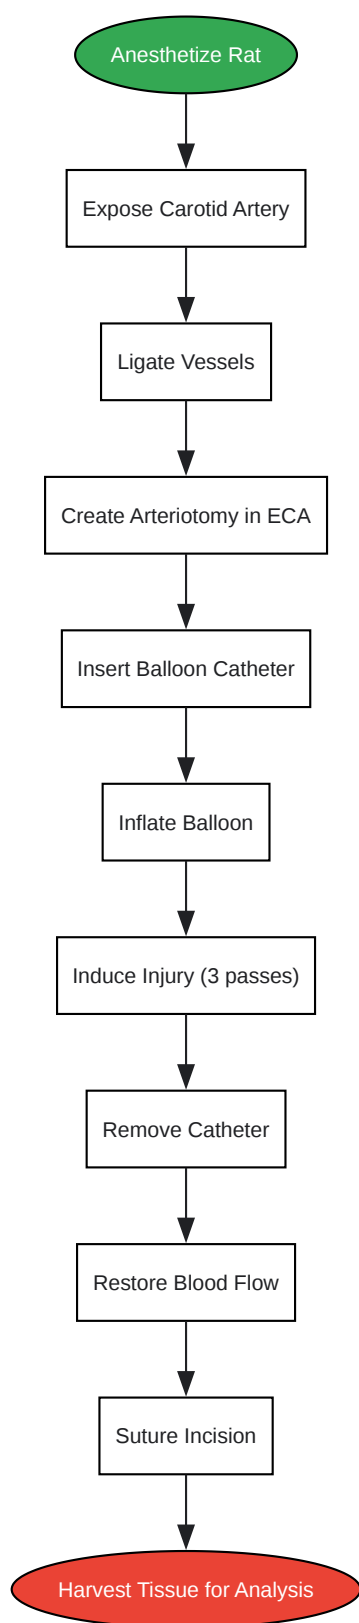 Anesthetize Rat
Expose Carotid Artery
Ligate Vessels
Create Arteriotomy in ECA
Insert Balloon Catheter
Inflate Balloon
Induce Injury (3 passes)
Remove Catheter
Restore Blood Flow
Suture Incision
Harvest Tissue for Analysis